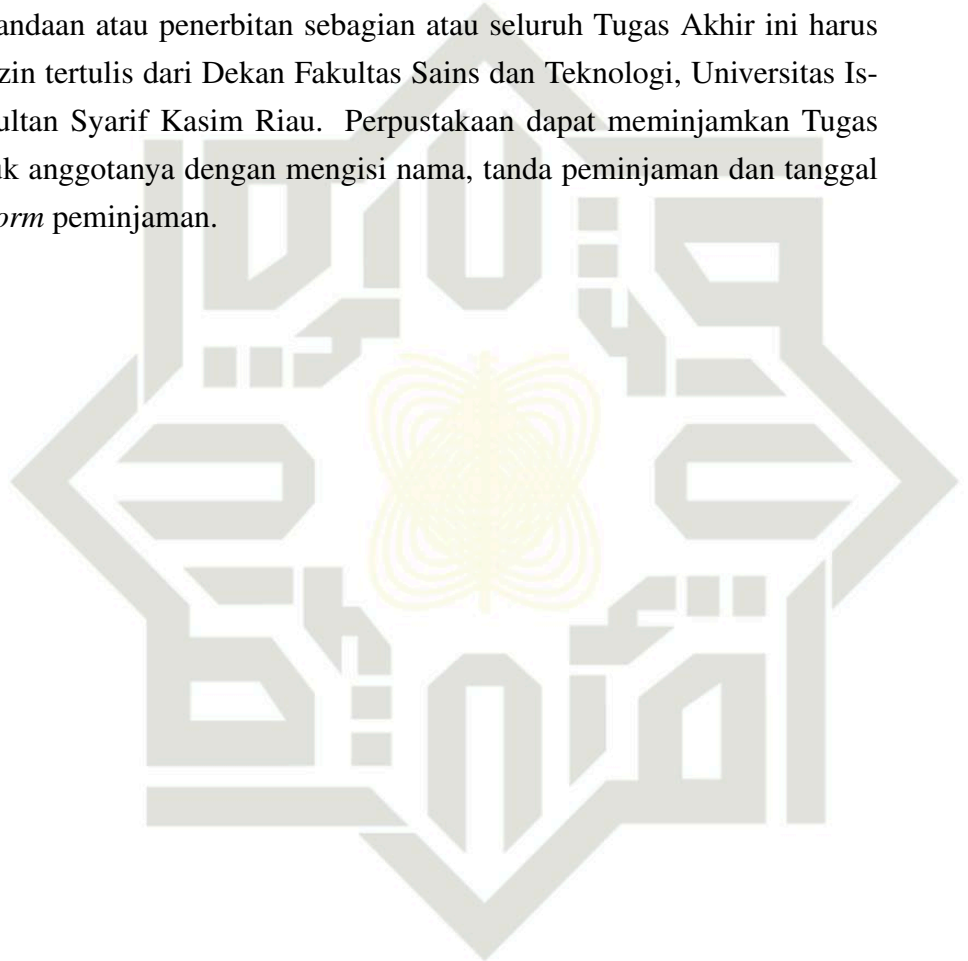 andaan atau penerbitan sebagian atau seluruh Tugas Akhir ini harus
zin tertulis dari Dekan Fakultas Sains dan Teknologi, Universitas Is-
ultan Syarif Kasim Riau. Perpustakaan dapat meminjamkan Tugas
uk anggotanya dengan mengisi nama, tanda peminjaman dan tanggal
orm peminjaman.